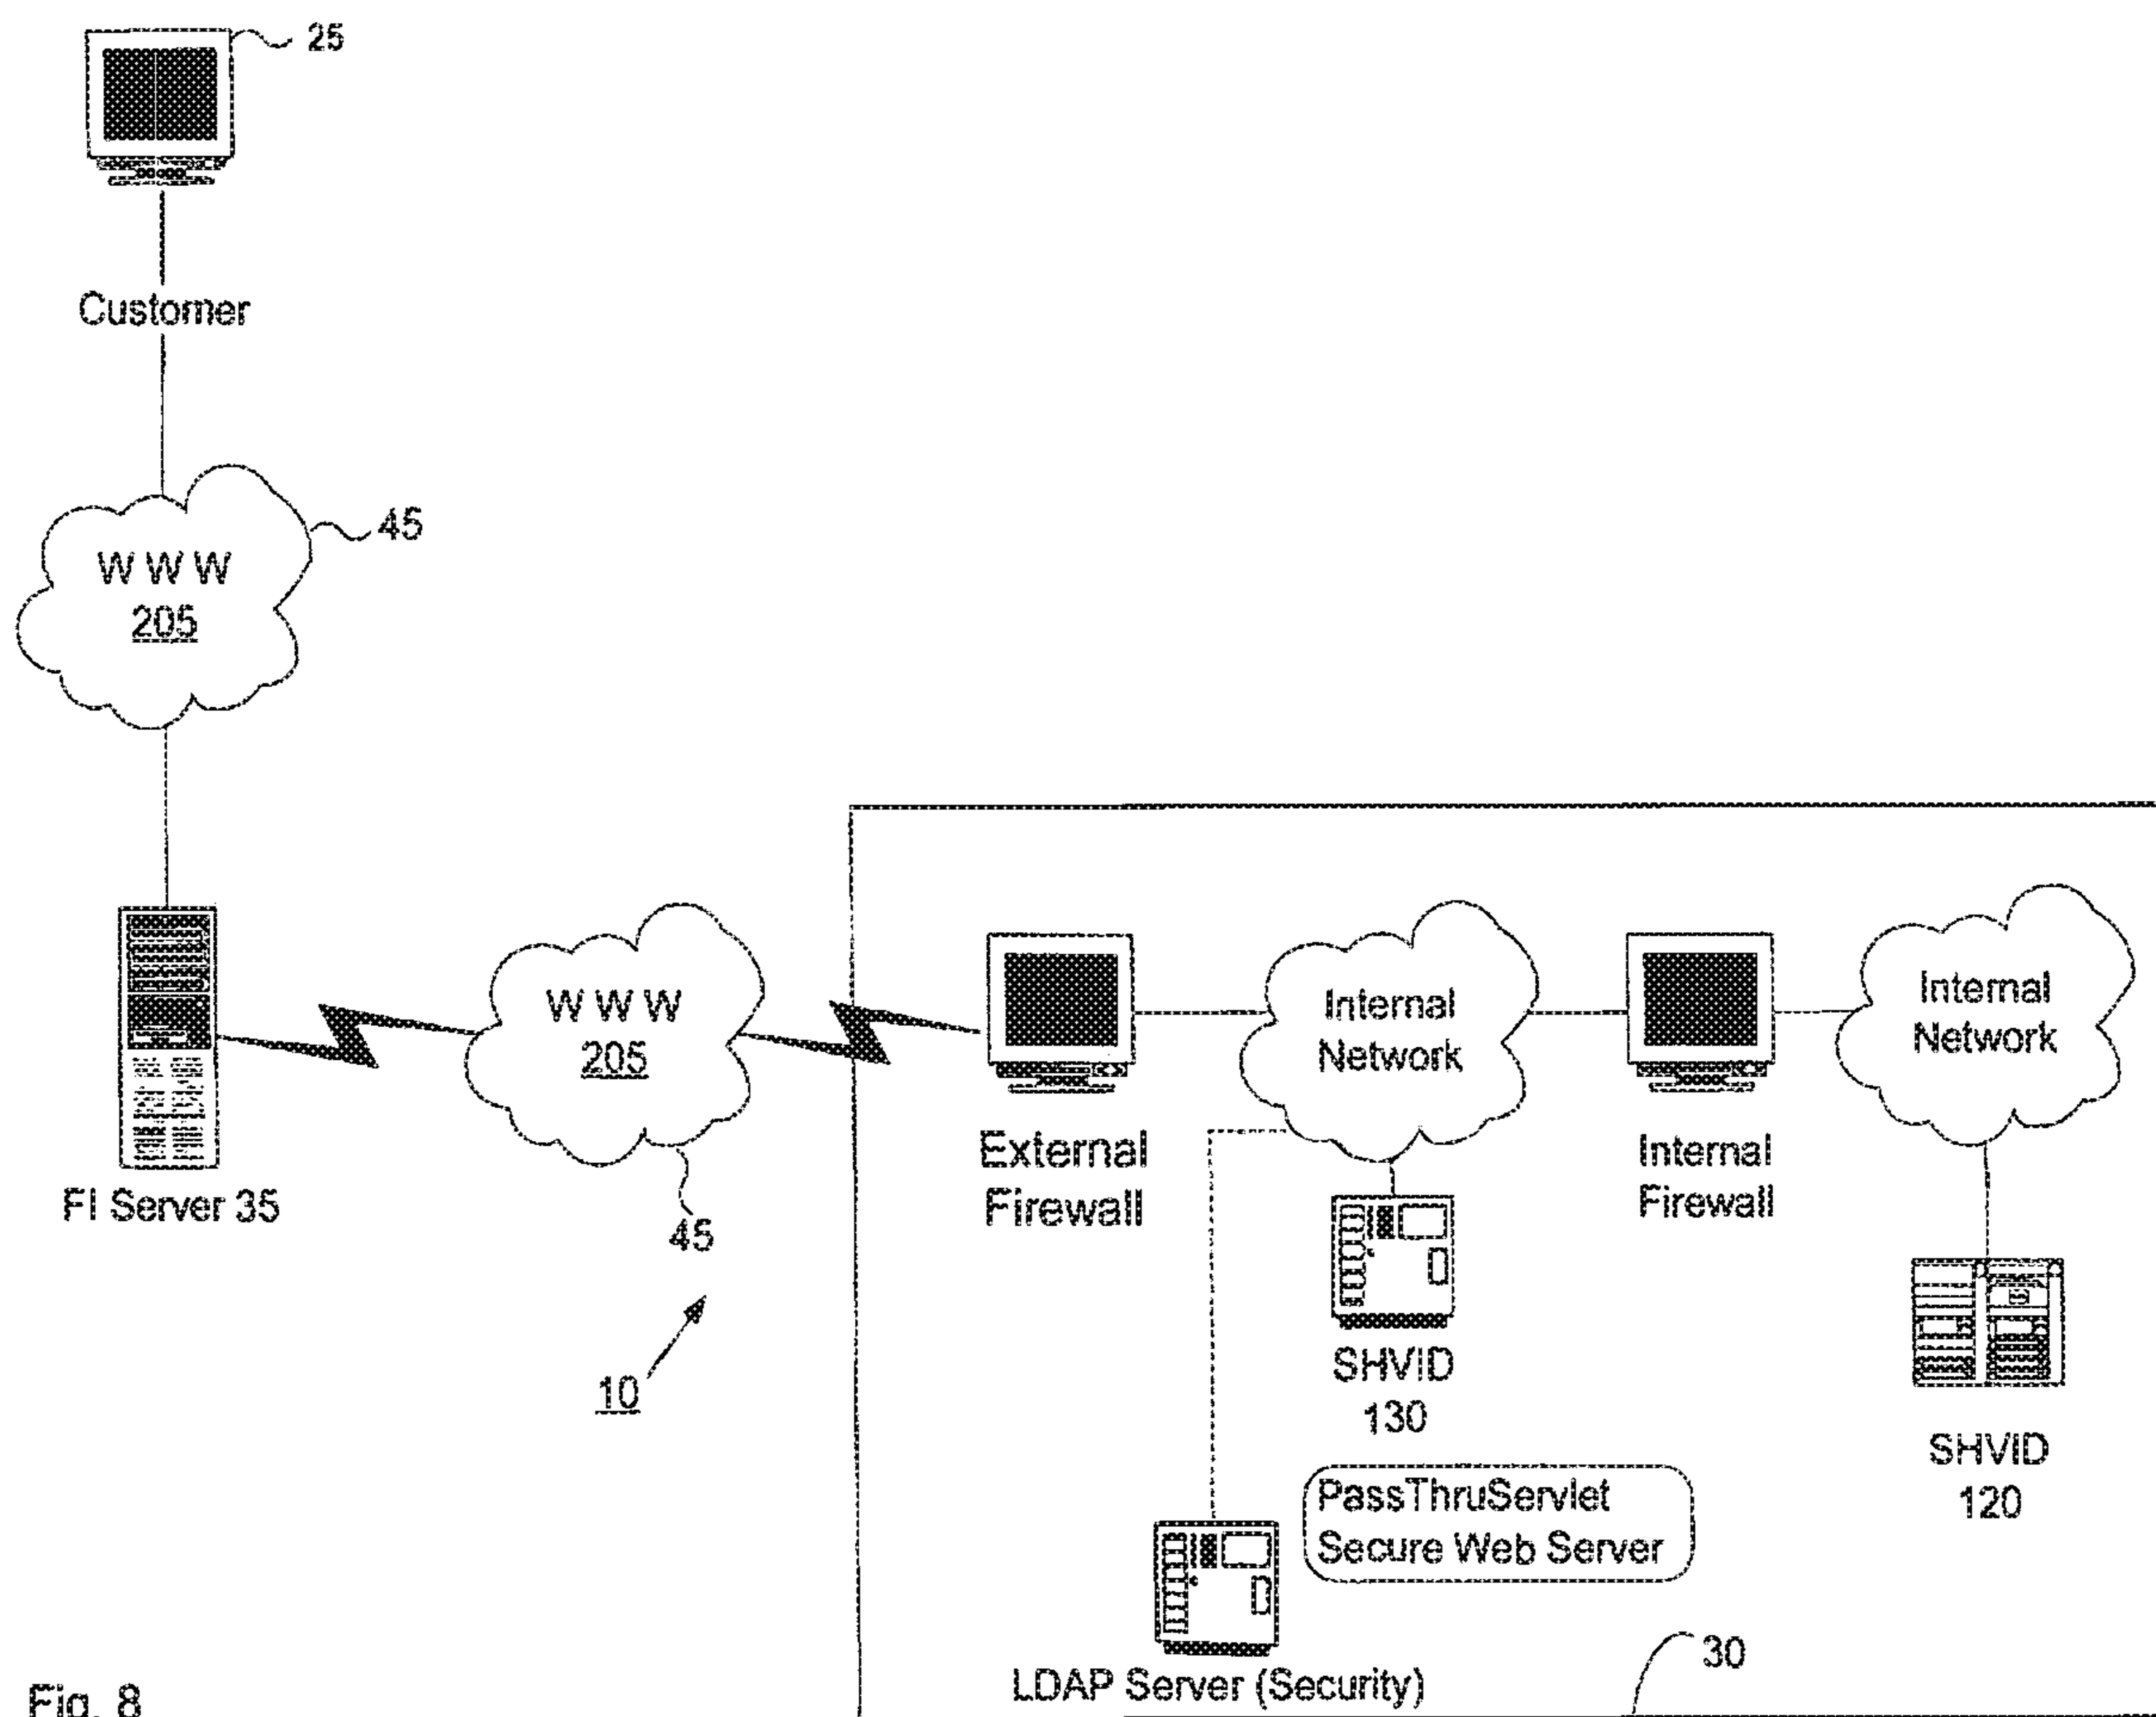 25
Customer
45
W W W
205
W W W
205
45
10
FI Server 35
External
Firewall
Internal
Network
Internal
Firewall
Internal
Network
SHVID
130
SHVID
120
PassThruServlet
Secure Web Server
LDAP Server (Security)
30
Fig. 8